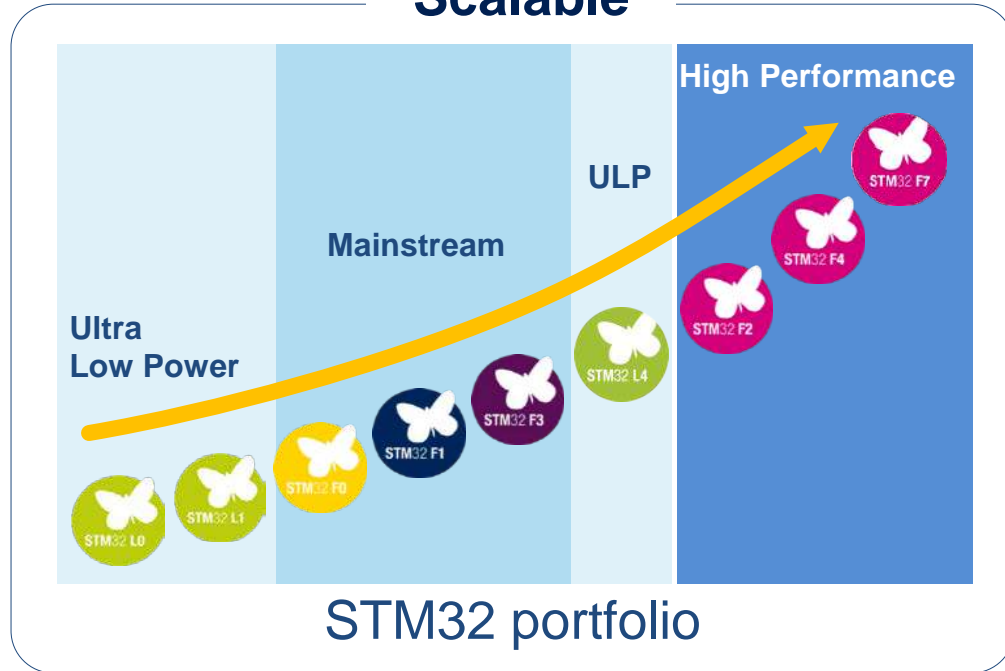 Scalable
High Performance
ULP
Mainstream
Ultra
Low Power
STM32 F7
STM32 F4
STM32 F2
STM32 L4
STM32 F3
STM32 F1
STM32 F0
STM32 L1
STM32 L0
STM32 portfolio